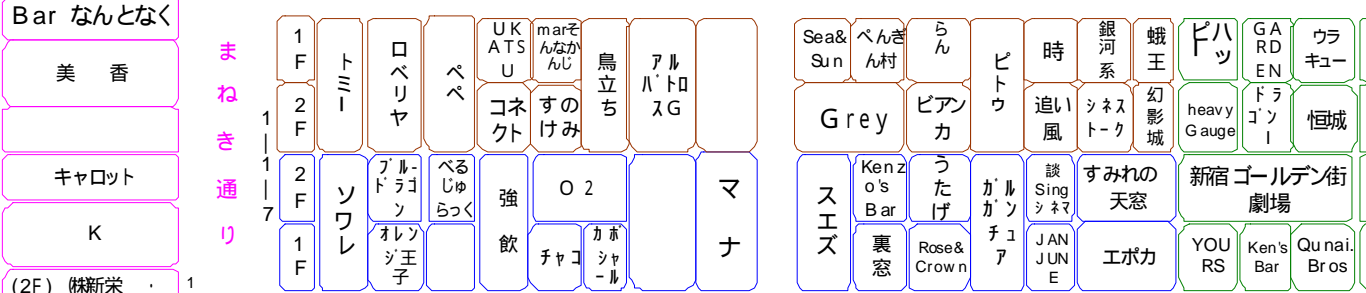 Bar なんとなく
美 香
キャロット
K
(2F) ㈱新栄
1
まねき通り
1|1|7
1F
2F
2F
1F
トミー
ロベリヤ
ペペ
UKATSU
marそんなかんじ
鳥立ち
アルバトロスG
コネクト
すのけみ
ソワレ
ブルードラゴン
べるじゅらっく
強飲
O2
マナ
オレンジ王子
チャコ
カボシャール
Sea&Sun
ぺんぎん村
らん
ピトゥ
時
銀河系
蛾王
ハッピー
GARDEN
ウラキュー
Grey
ビアンカ
追い風
シネストーク
幻影城
heavy Gauge
ドラゴン
恒城
スエズ
Kenzo's Bar
うたげ
ガルガンチュア
談Singシネマ
すみれの天窓
新宿ゴールデン街劇場
裏窓
Rose&Crown
JANJUNE
エポカ
YOURS
Ken's Bar
Qunai.Bros